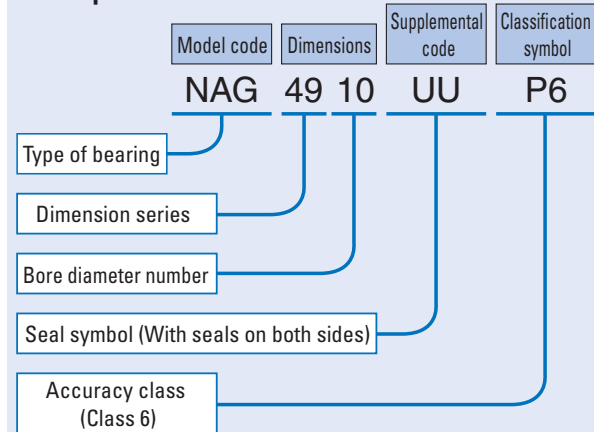 Model code
Dimensions
Supplemental
code
Classification
symbol
NAG 49 10 UU P6
Type of bearing
Dimension series
Bore diameter number
Seal symbol (With seals on both sides)
Accuracy class
(Class 6)